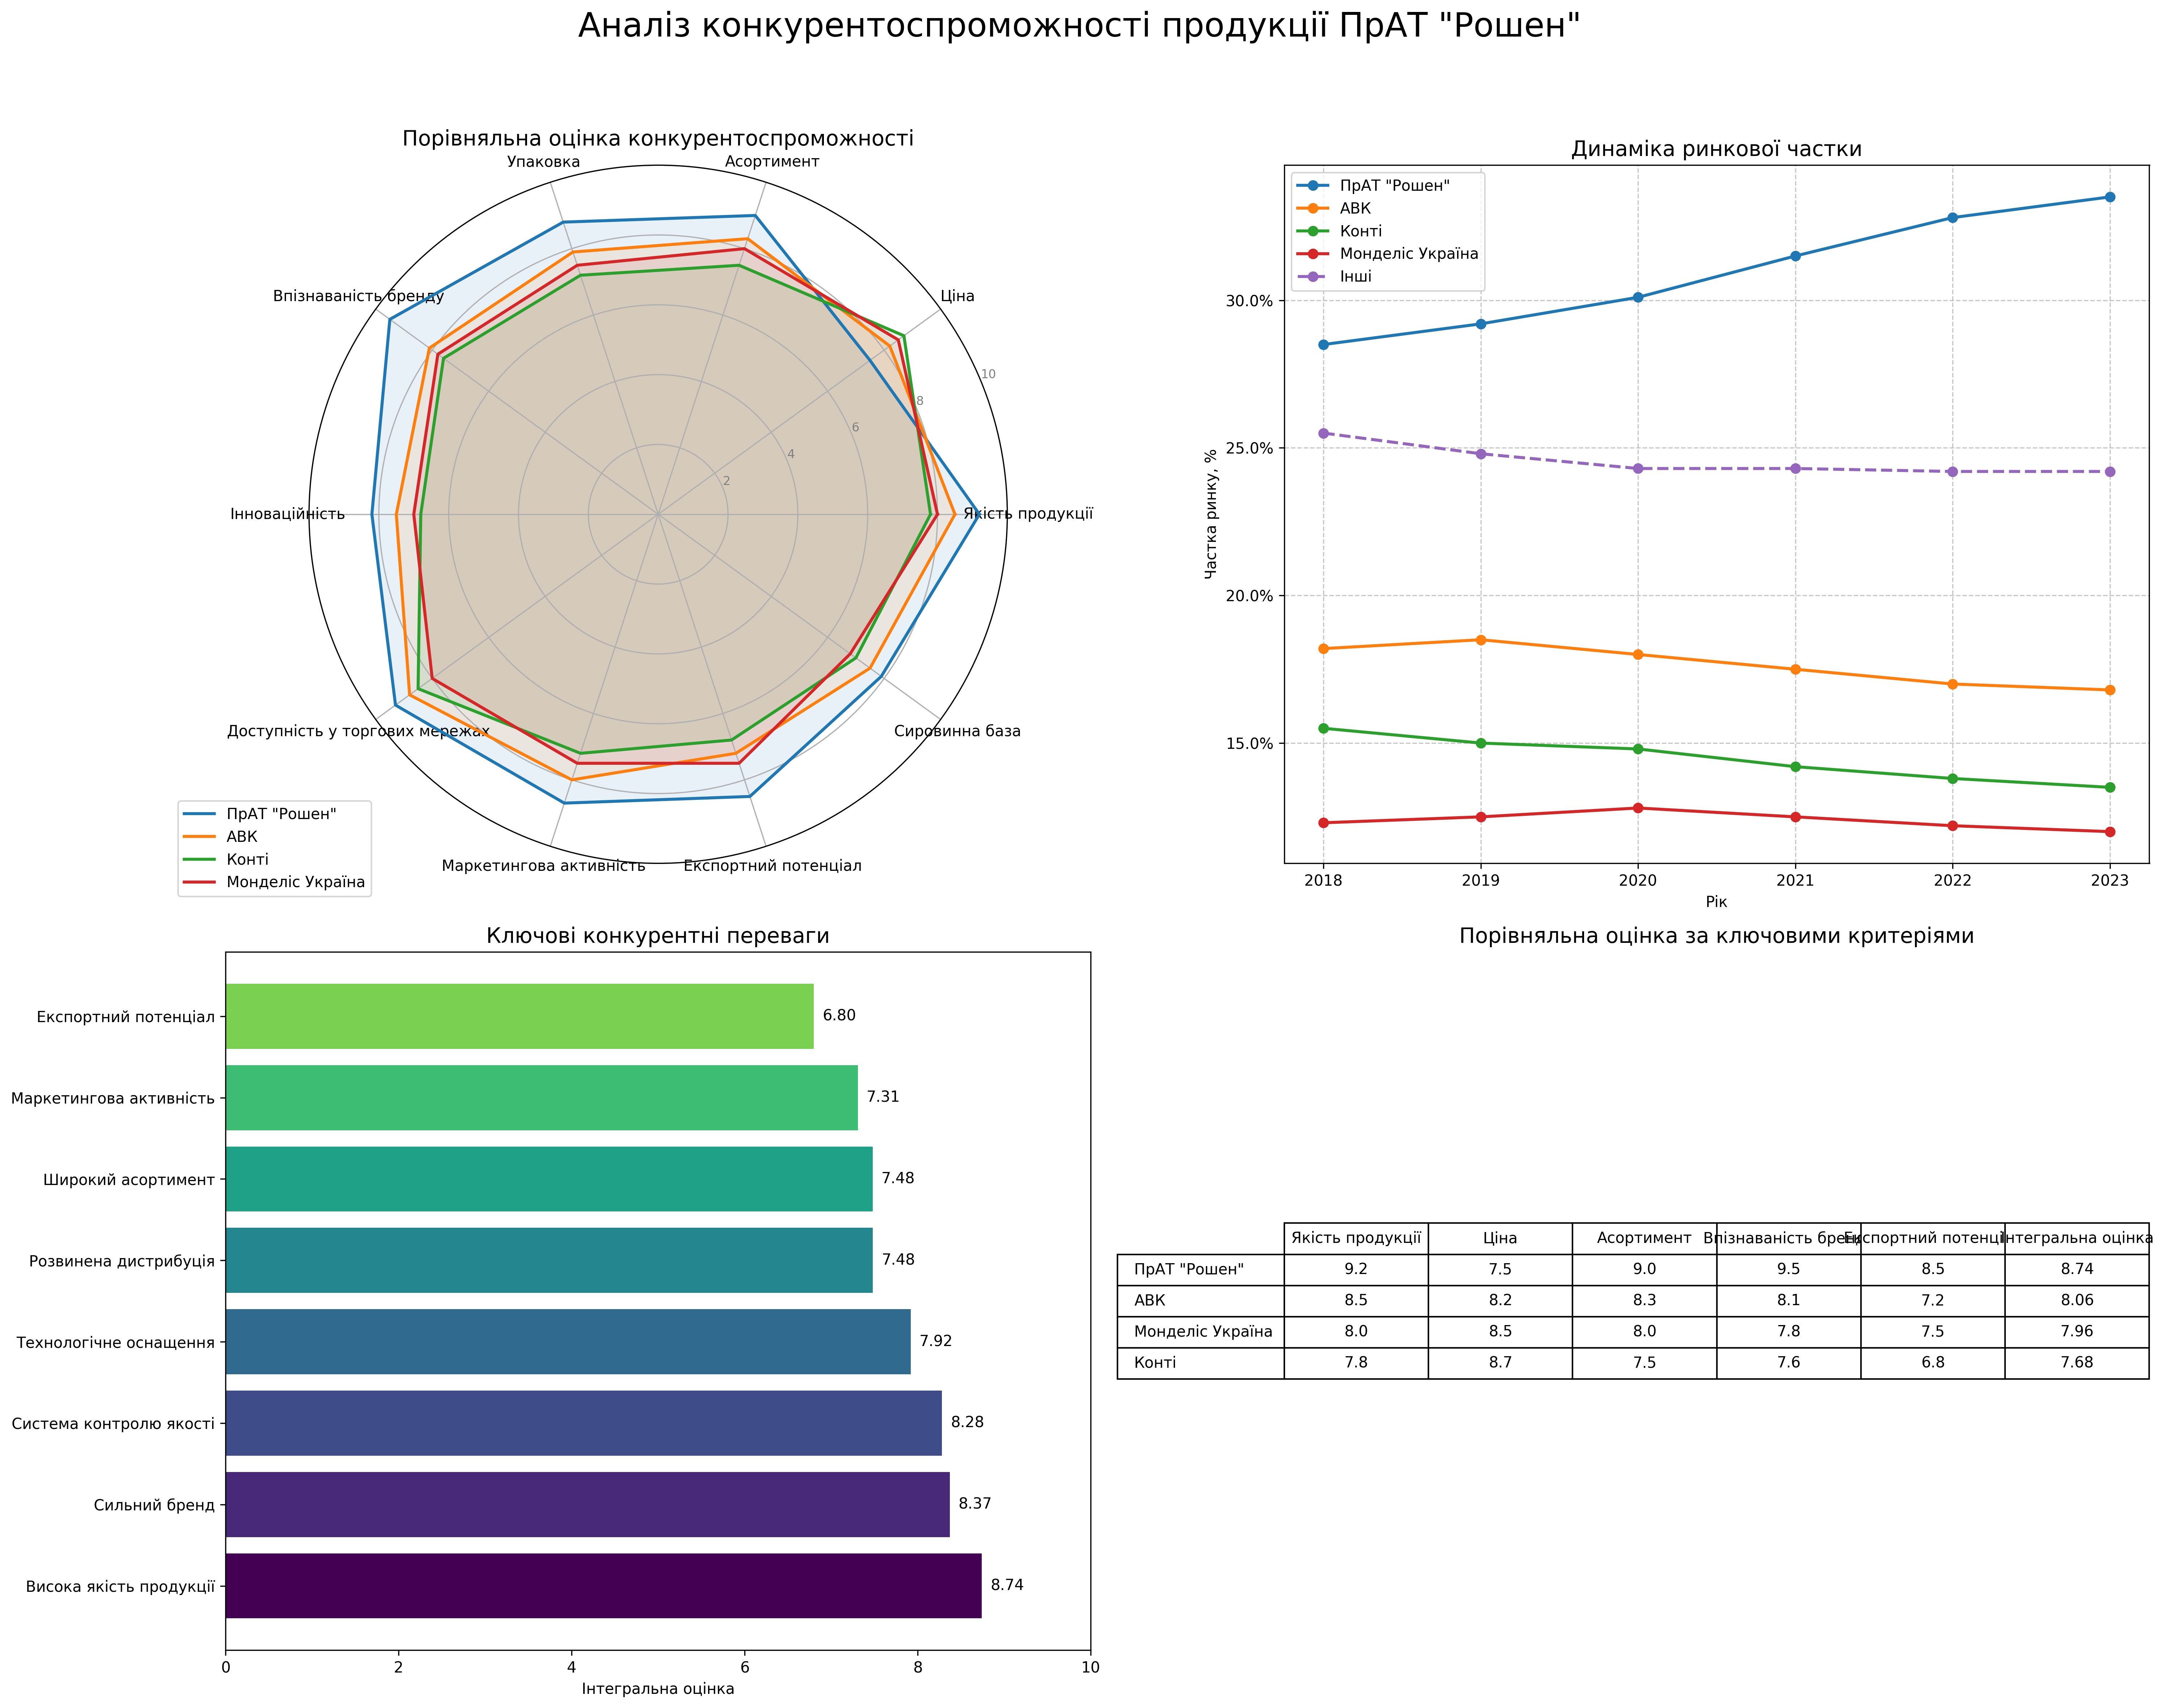 Аналіз конкурентоспроможності продукції ПрАТ "Рошен"
Порівняльна оцінка конкурентоспроможності
Упаковка
Асортимент
Впізнаваність бренду
Ціна
10
8
6
4
2
Інноваційність
Якість продукції
Доступність у торгових мережах
Сировинна база
Маркетингова активність
Експортний потенціал
ПрАТ "Рошен"
АВК
Конті
Монделіс Україна
Динаміка ринкової частки
ПрАТ "Рошен"
АВК
Конті
Монделіс Україна
Інші
30.0%
25.0%
20.0%
15.0%
Частка ринку, %
2018 2019 2020 2021 2022 2023
Рік
Ключові конкурентні переваги
Експортний потенціал 6.80
Маркетингова активність 7.31
Широкий асортимент 7.48
Розвинена дистрибуція 7.48
Технологічне оснащення 7.92
Система контролю якості 8.28
Сильний бренд 8.37
Висока якість продукції 8.74
0 2 4 6 8 10
Інтегральна оцінка
Порівняльна оцінка за ключовими критеріями
Якість продукції Ціна Асортимент Впізнаваність Експортний Інтегральна оцінка
ПрАТ "Рошен" 9.2 7.5 9.0 9.5 8.5 8.74
АВК 8.5 8.2 8.3 8.1 7.2 8.06
Монделіс Україна 8.0 8.5 8.0 7.8 7.5 7.96
Конті 7.8 8.7 7.5 7.6 6.8 7.68